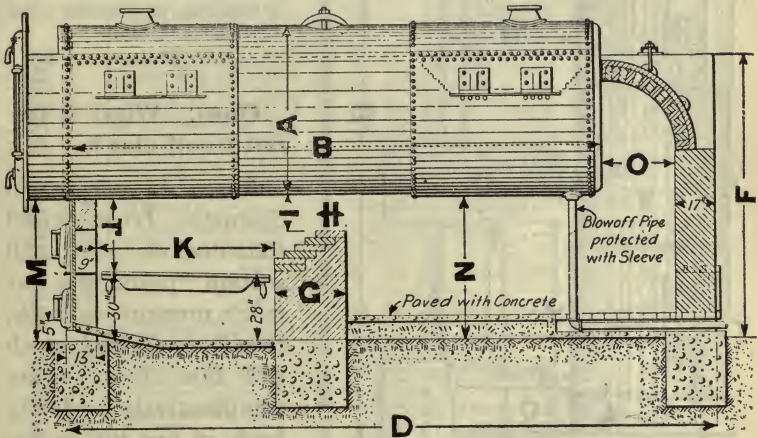 A
B
O
F
I
H
17"
Blowoff Pipe
protected
with Sleeve
M
9"
T
K
N
G
30"
28"
Paved with Concrete
5"
13"
D